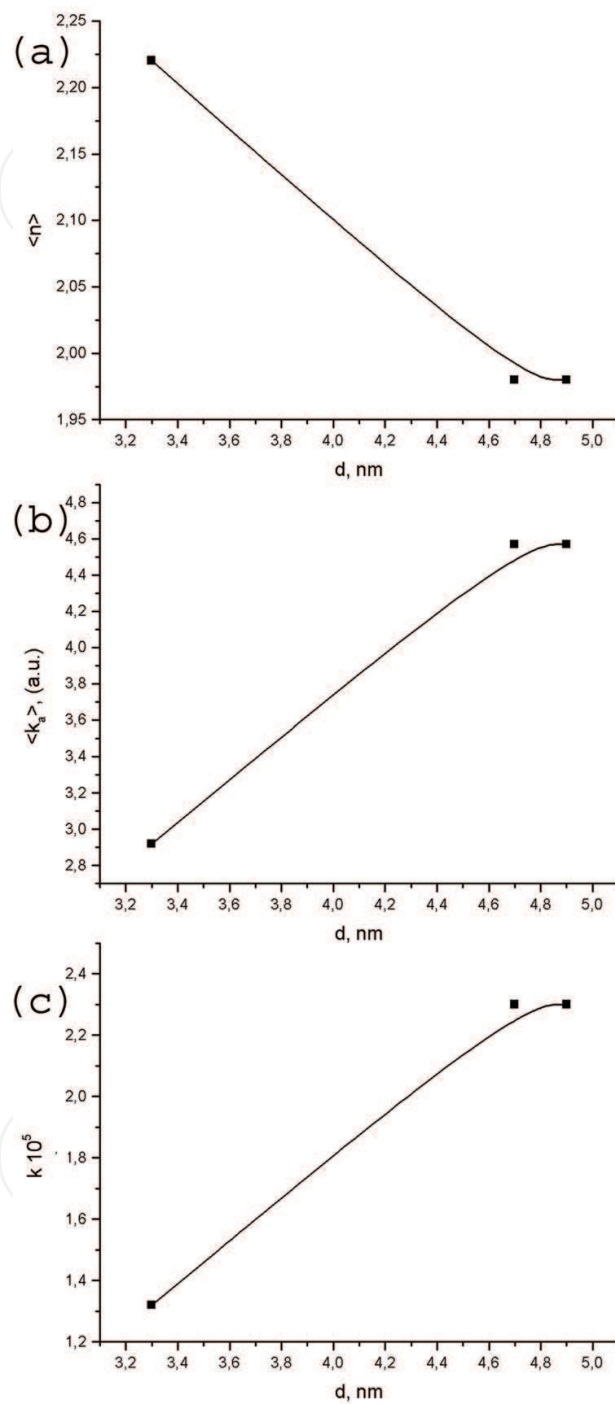 (a)
2,25
2,20
2,15
2,10
2,05
2,00
1,95
<n>
3,2 3,4 3,6 3,8 4,0 4,2 4,4 4,6 4,8 5,0
d, nm
(b)
4,8
4,6
4,4
4,2
4,0
3,8
3,6
3,4
3,2
3,0
2,8
<kₐ>, (a.u.)
3,2 3,4 3,6 3,8 4,0 4,2 4,4 4,6 4,8 5,0
d, nm
(c)
2,4
2,2
2,0
1,8
1,6
1,4
1,2
k 10⁵
3,2 3,4 3,6 3,8 4,0 4,2 4,4 4,6 4,8 5,0
d, nm